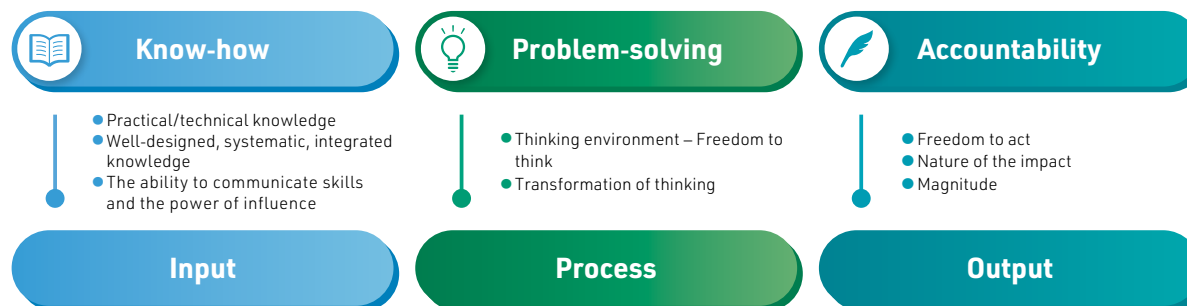 Know-how
Problem-solving
Accountability
● Practical/technical knowledge
● Well-designed, systematic, integrated
knowledge
● The ability to communicate skills
and the power of influence
● Thinking environment – Freedom to
think
● Transformation of thinking
● Freedom to act
● Nature of the impact
● Magnitude
Input
Process
Output